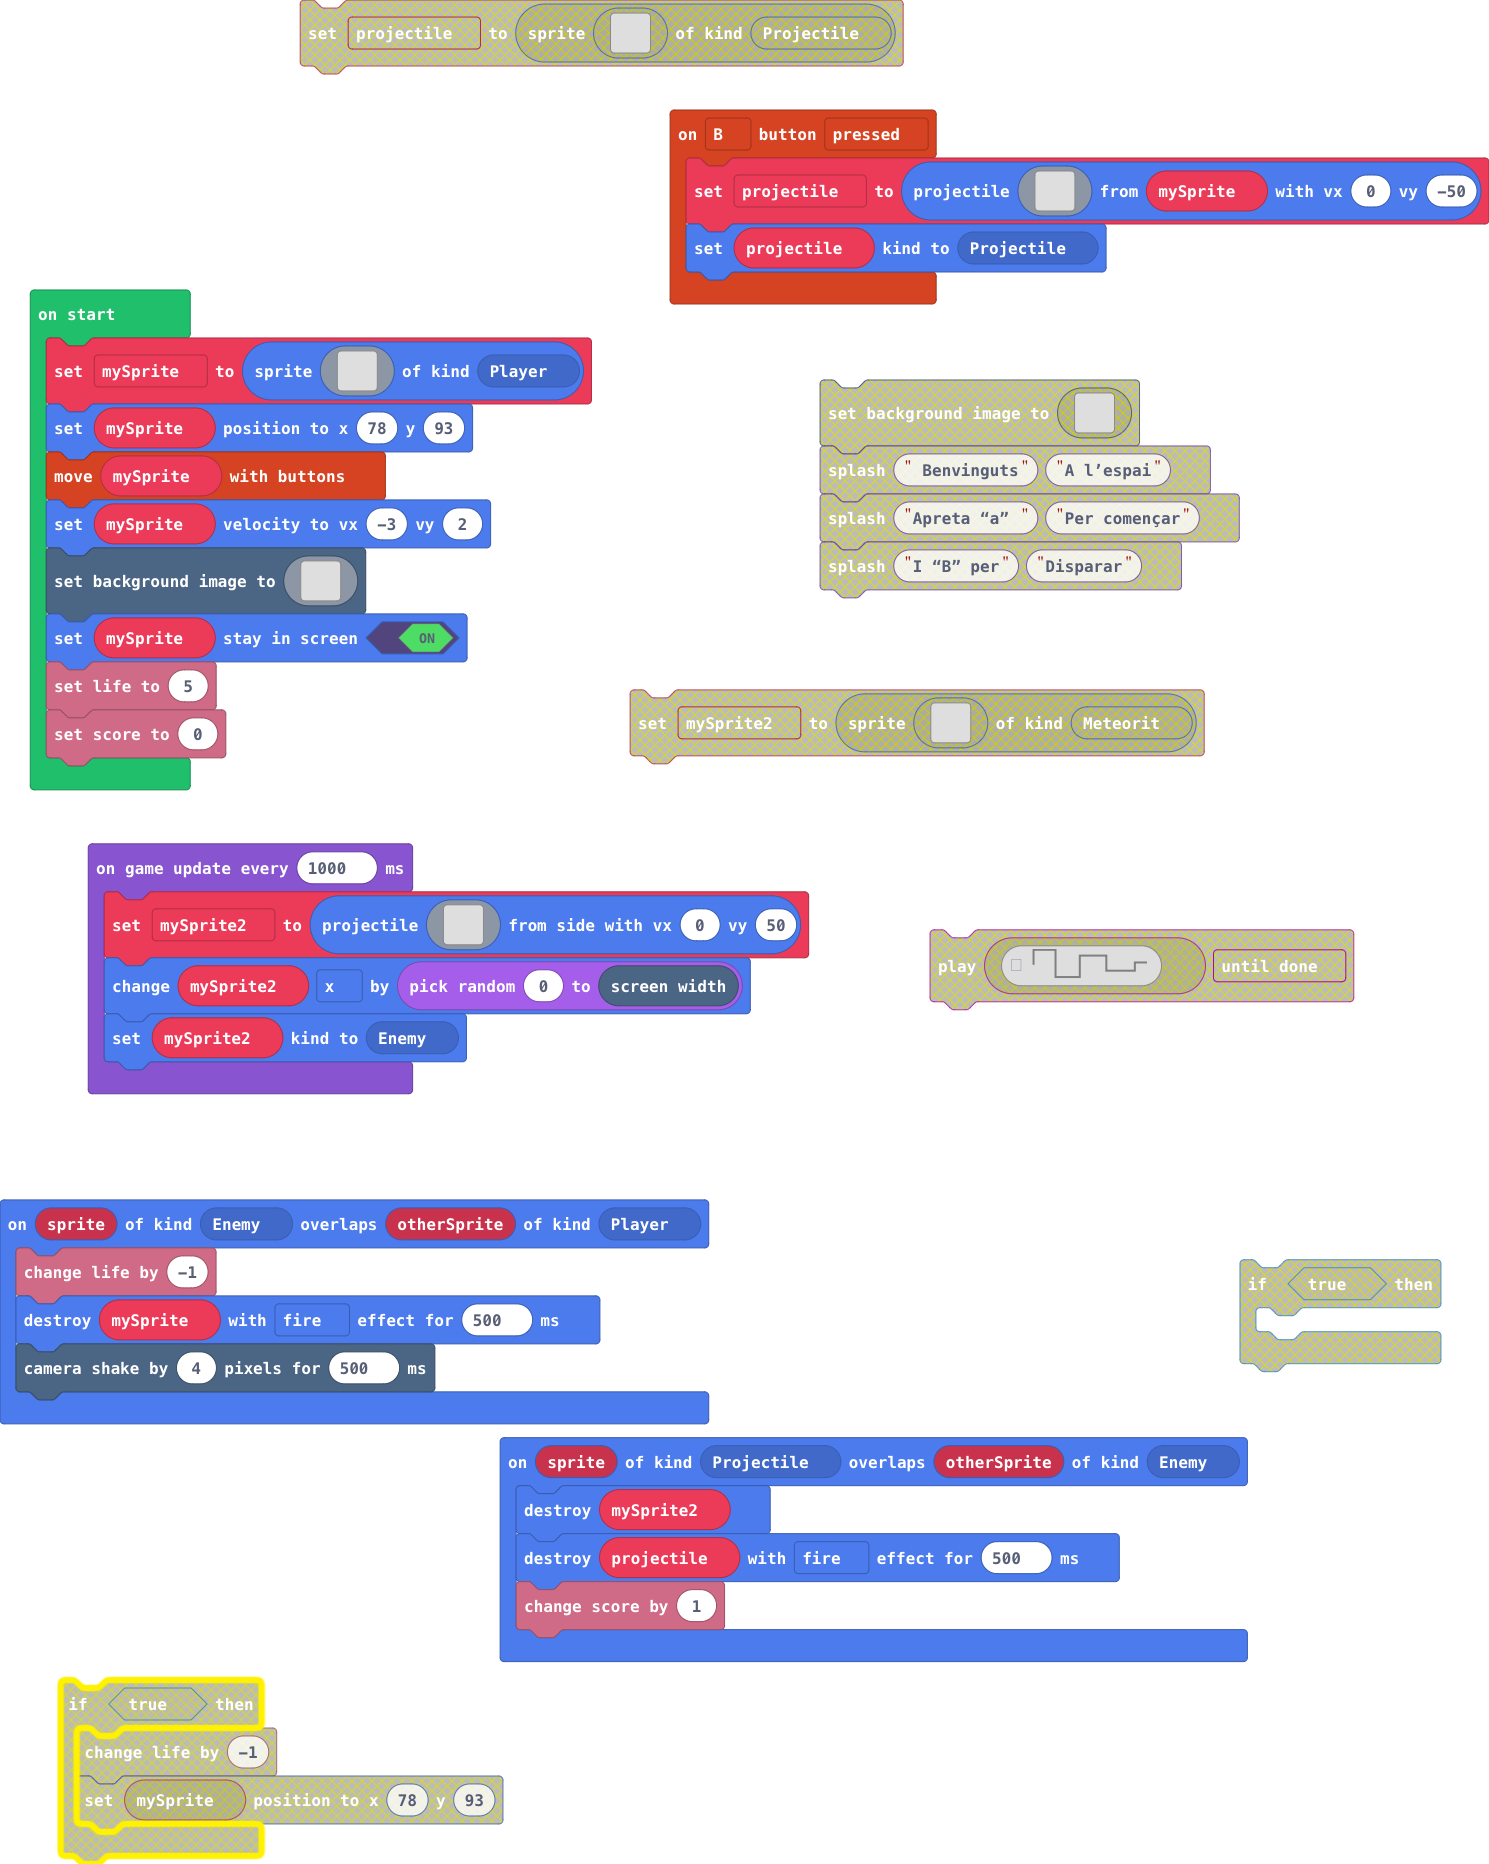 set projectile to sprite of kind Projectile
on B button pressed
set projectile to projectile from mySprite with vx 0 vy -50
set projectile kind to Projectile
on start
set mySprite to sprite of kind Player
set mySprite position to x 78 y 93
move mySprite with buttons
set mySprite velocity to vx -3 vy 2
set background image to
set mySprite stay in screen ON
set life to 5
set score to 0
set background image to
splash " Benvinguts" "A l’espai"
splash "Apreta “a” " "Per començar"
splash "I “B” per" "Disparar"
set mySprite2 to sprite of kind Meteorit
on game update every 1000 ms
set mySprite2 to projectile from side with vx 0 vy 50
change mySprite2 x by pick random 0 to screen width
set mySprite2 kind to Enemy
play until done
on sprite of kind Enemy overlaps otherSprite of kind Player
change life by -1
destroy mySprite with fire effect for 500 ms
camera shake by 4 pixels for 500 ms
if true then
on sprite of kind Projectile overlaps otherSprite of kind Enemy
destroy mySprite2
destroy projectile with fire effect for 500 ms
change score by 1
if true then
change life by -1
set mySprite position to x 78 y 93